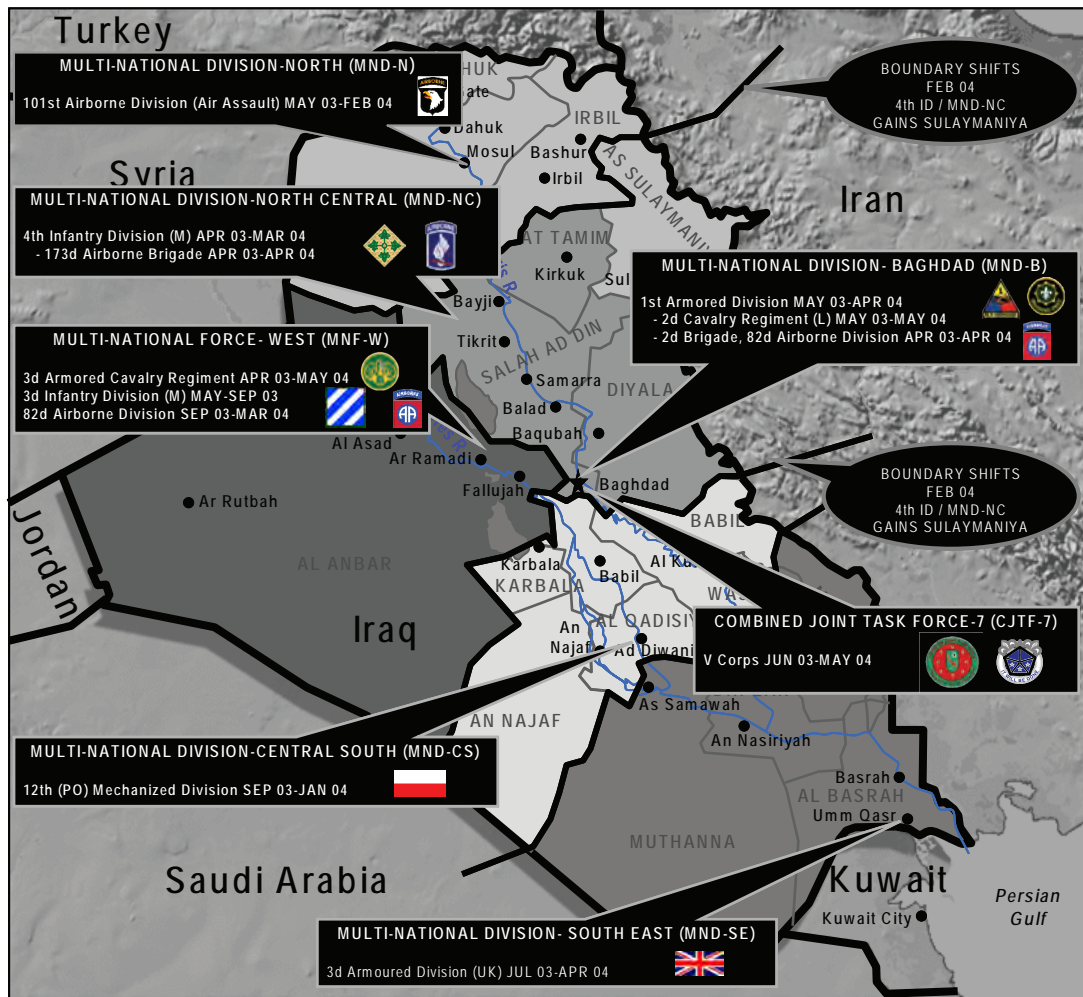 Turkey
MULTI-NATIONAL DIVISION-NORTH (MND-N)
101st Airborne Division (Air Assault) MAY 03-FEB 04
AIRBORNE
BOUNDARY SHIFTS
FEB 04
4th ID / MND-NC
GAINS SULAYMANIYA
Dahuk
IRBIL
Mosul
Bashur
Irbil
Syria
AS SULAYMANIY
Iran
MULTI-NATIONAL DIVISION-NORTH CENTRAL (MND-NC)
4th Infantry Division (M) APR 03-MAR 04
- 173d Airborne Brigade APR 03-APR 04
AT TAMIM
Kirkuk
Sul
MULTI-NATIONAL DIVISION- BAGHDAD (MND-B)
1st Armored Division MAY 03-APR 04
- 2d Cavalry Regiment (L) MAY 03-MAY 04
- 2d Brigade, 82d Airborne Division APR 03-APR 04
Bayji
Tikrit
SALAH AD DIN
Samarra
DIYALA
Balad
Baqubah
MULTI-NATIONAL FORCE- WEST (MNF-W)
3d Armored Cavalry Regiment APR 03-MAY 04
3d Infantry Division (M) MAY-SEP 03
82d Airborne Division SEP 03-MAR 04
AA
Al Asad
Ar Ramadi
Fallujah
Baghdad
Ar Rutbah
BOUNDARY SHIFTS
FEB 04
4th ID / MND-NC
GAINS SULAYMANIYA
Jordan
AL ANBAR
Iraq
BABIL
Karbala
KARBALA
Babil
Al Ku
WAS
AL QADISIY
An
Najaf
Ad Diwani
COMBINED JOINT TASK FORCE-7 (CJTF-7)
V Corps JUN 03-MAY 04
As Samawah
AN NAJAF
An Nasiriyah
MULTI-NATIONAL DIVISION-CENTRAL SOUTH (MND-CS)
12th (PO) Mechanized Division SEP 03-JAN 04
Basrah
AL BASRAH
Umm Qasr
MUTHANNA
Saudi Arabia
Kuwait
Kuwait City
Persian
Gulf
MULTI-NATIONAL DIVISION- SOUTH EAST (MND-SE)
3d Armoured Division (UK) JUL 03-APR 04